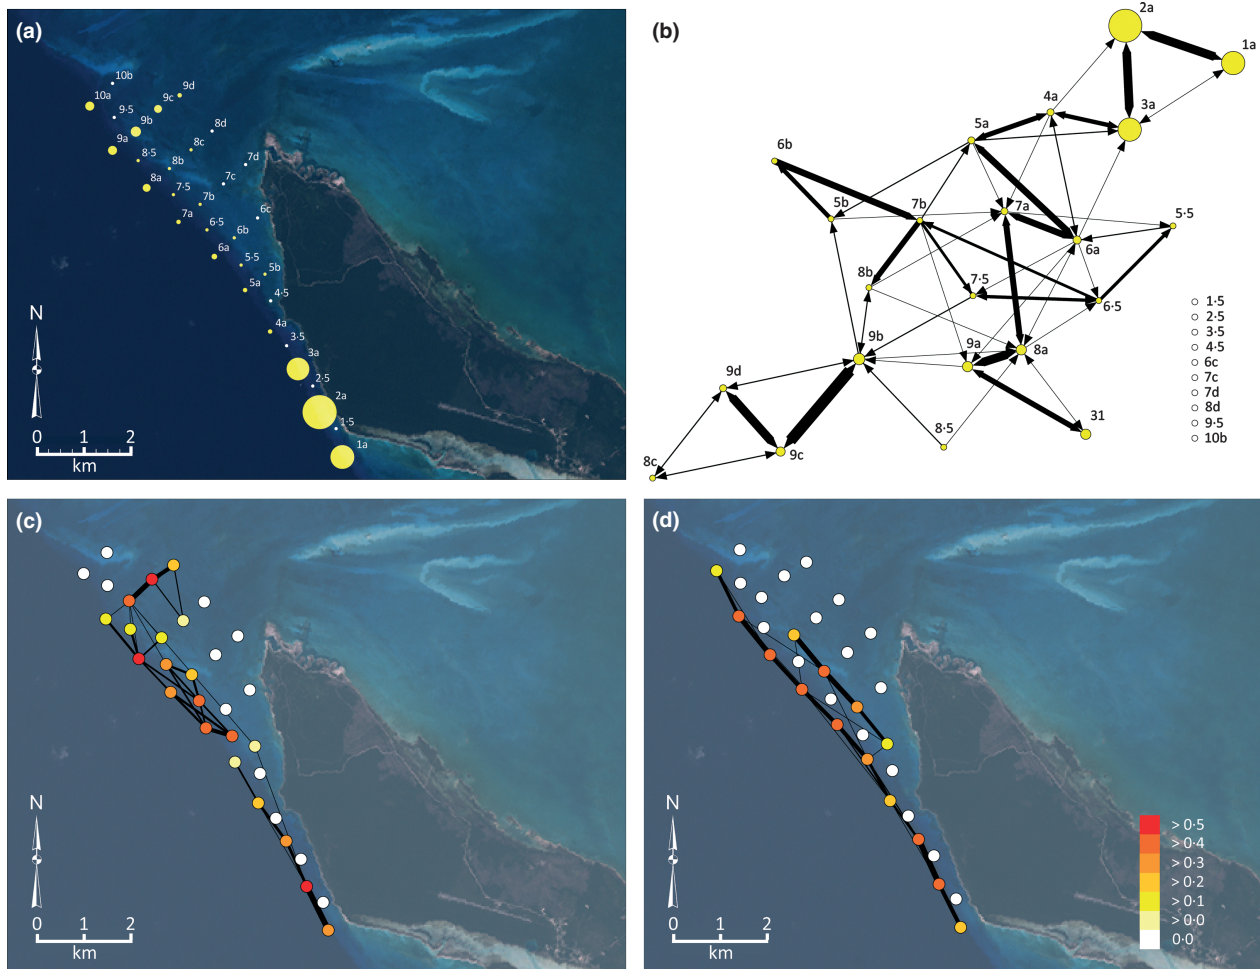 (a)
10b
10a
9d
9c
9·5
9b
8d
9a
8·5
8c
8b
7d
8a
7·5
7c
7b
7a
6·5
6c
6b
6a
5·5
5b
5a
4·5
4a
3·5
3a
2·5
2a
1·5
1a
N
0 1 2
km
(b)
2a
1a
3a
4a
5a
6b
5b
7b
7a
5·5
6a
8b
7·5
6·5
9b
9a
8a
9d
31
8·5
9c
8c
1·5
2·5
3·5
4·5
6c
7c
7d
8d
9·5
10b
(c)
N
0 1 2
km
(d)
N
0 1 2
km
> 0·5
> 0·4
> 0·3
> 0·2
> 0·1
> 0·0
0·0